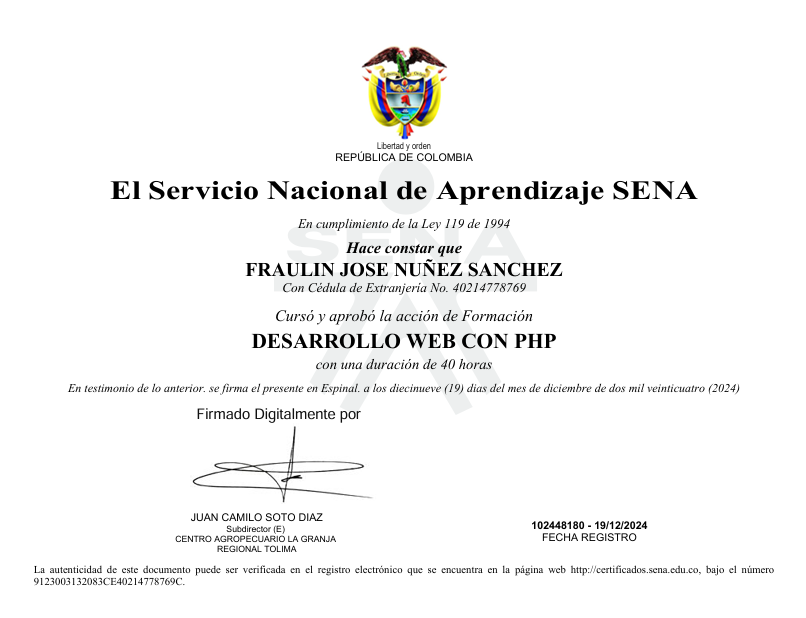 Libertad y orden
REPÚBLICA DE COLOMBIA
El Servicio Nacional de Aprendizaje SENA
En cumplimiento de la Ley 119 de 1994
SENA
Hace constar que
FRAULIN JOSE NUÑEZ SANCHEZ
Con Cédula de Extranjería No. 40214778769
Cursó y aprobó la acción de Formación
DESARROLLO WEB CON PHP
con una duración de 40 horas
En testimonio de lo anterior. se firma el presente en Espinal. a los diecinueve (19) dias del mes de diciembre de dos mil veinticuatro (2024)
Firmado Digitalmente por
JUAN CAMILO SOTO DIAZ
Subdirector (E)
CENTRO AGROPECUARIO LA GRANJA
REGIONAL TOLIMA
102448180 - 19/12/2024
FECHA REGISTRO
La autenticidad de este documento puede ser verificada en el registro electrónico que se encuentra en la página web http://certificados.sena.edu.co, bajo el número
9123003132083CE40214778769C.